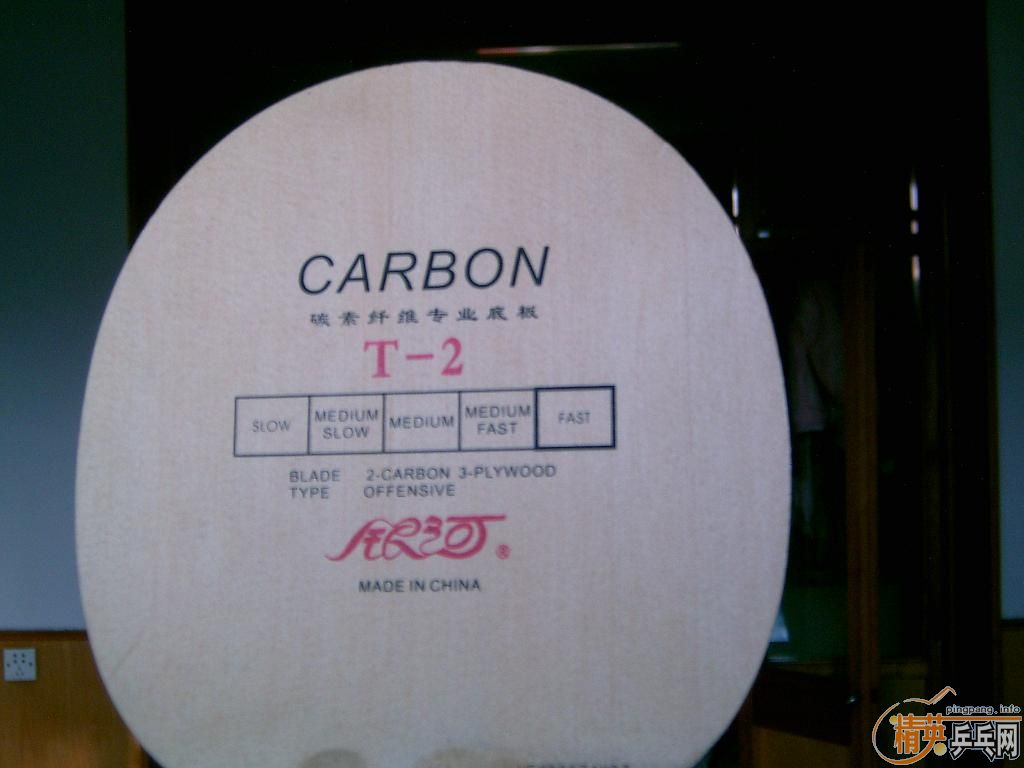 CARBON
碳素纤维专业底板
T-2
SLOW
MEDIUM SLOW
MEDIUM
MEDIUM FAST
FAST
BLADE 2-CARBON 3-PLYWOOD
TYPE OFFENSIVE
银河®
MADE IN CHINA
pingpang.info
精英乒乓网